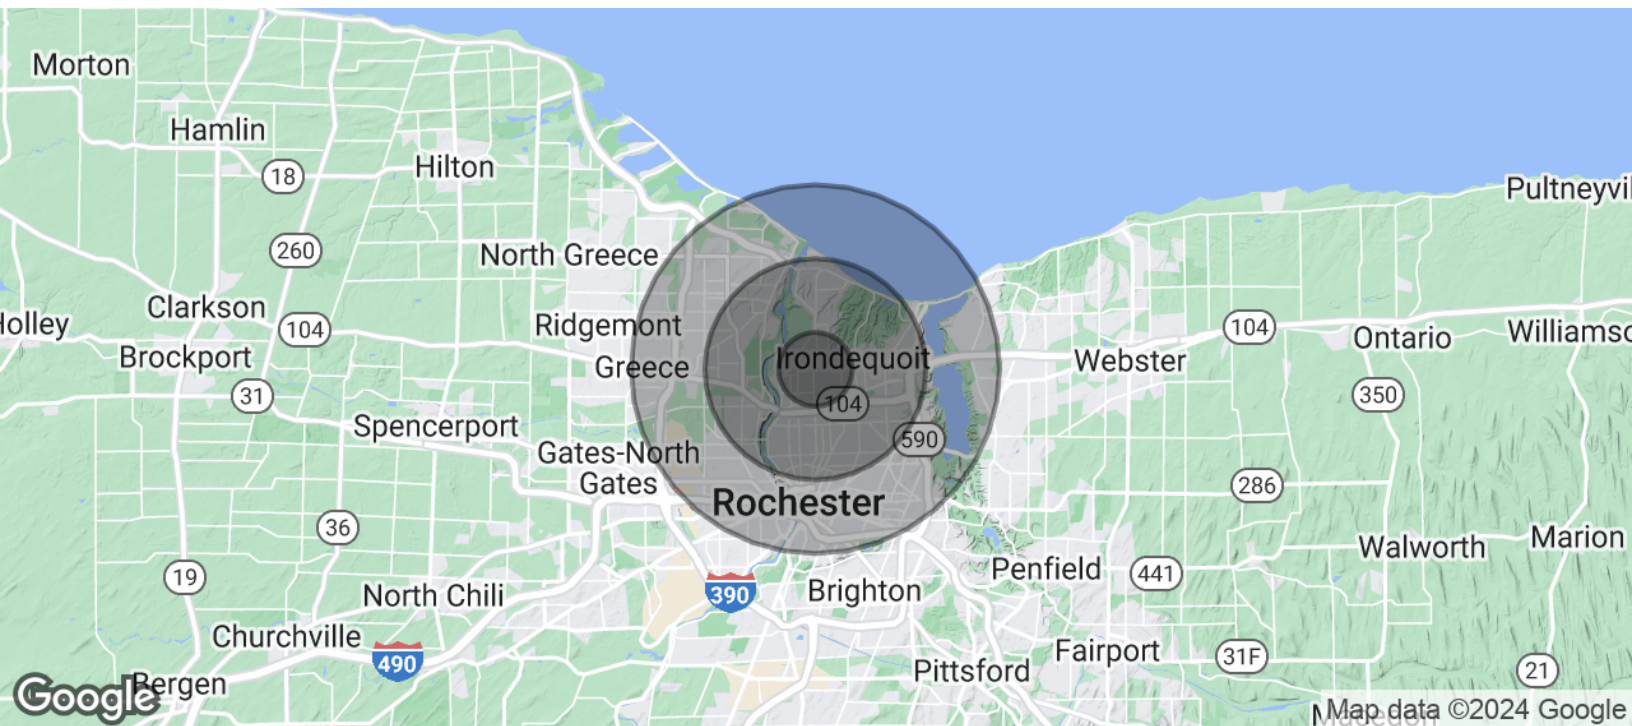 Morton
Hamlin
18
Hilton
Pultneyvil
260
North Greece
Clarkson
104
Holley
Ridgemont
Irondequoit
104
Ontario
Williamso
Brockport
Greece
Webster
31
104
350
Spencerport
590
Gates-North
Gates
286
Rochester
36
Walworth
Marion
19
North Chili
390
Brighton
Penfield
441
Churchville
490
Pittsford
Fairport
31F
21
Bergen
Google
Map data ©2024 Google